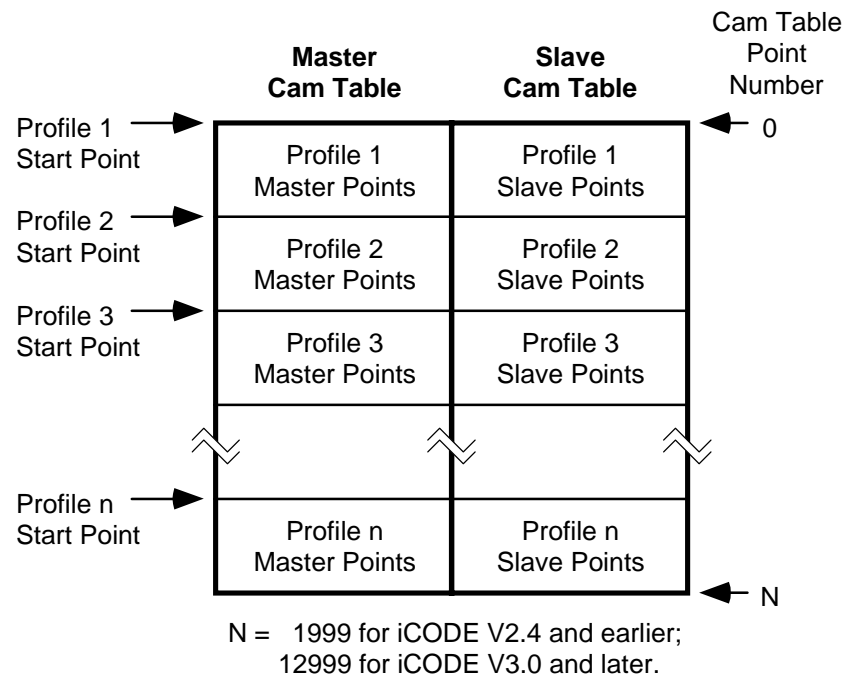 Cam Table
Point
Number
Master
Cam Table
Slave
Cam Table
Profile 1
Start Point
0
Profile 1
Master Points
Profile 1
Slave Points
Profile 2
Start Point
Profile 2
Master Points
Profile 2
Slave Points
Profile 3
Start Point
Profile 3
Master Points
Profile 3
Slave Points
Profile n
Start Point
Profile n
Master Points
Profile n
Slave Points
N
N = 1999 for iCODE V2.4 and earlier;
12999 for iCODE V3.0 and later.